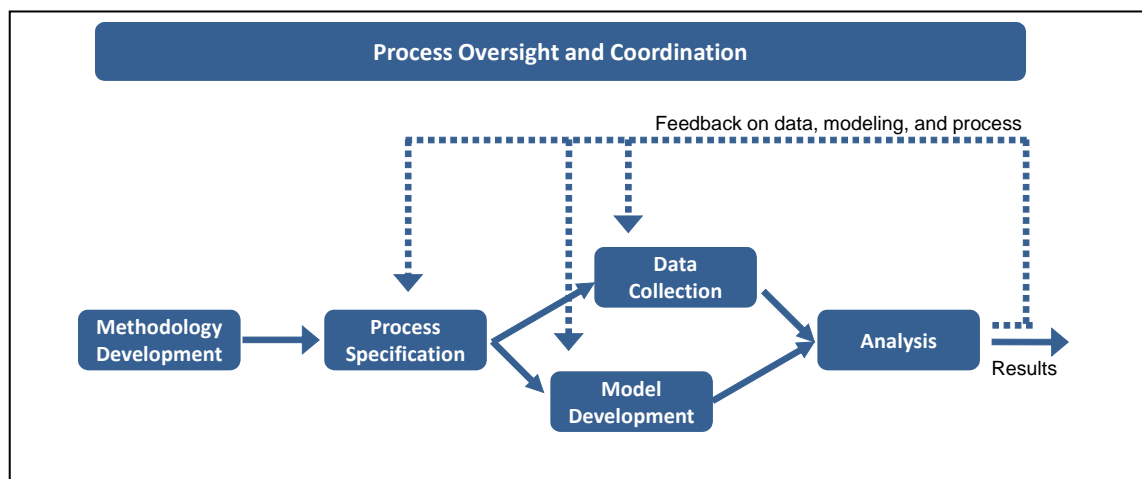 Process Oversight and Coordination
Feedback on data, modeling, and process
Data
Collection
Methodology
Development
Process
Specification
Analysis
Results
Model
Development